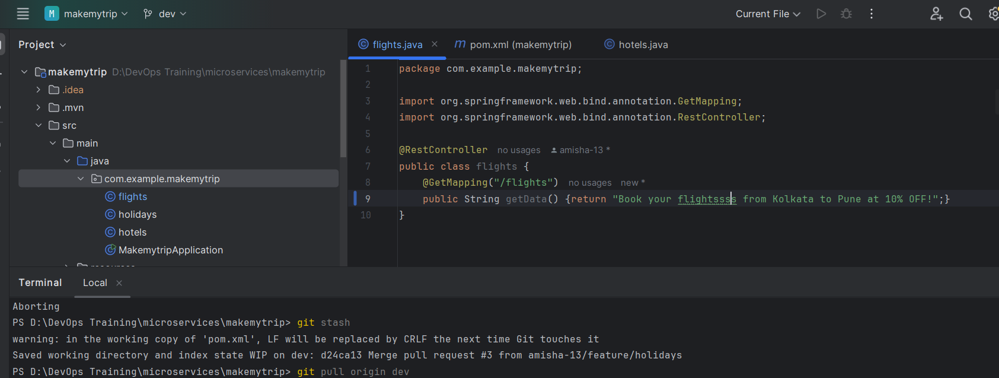 M makemytrip dev Current File
Project
flights.java pom.xml (makemytrip) hotels.java
makemytrip D:\DevOps Training\microservices\makemytrip
.idea
.mvn
src
main
java
com.example.makemytrip
flights
holidays
hotels
MakemytripApplication
1 package com.example.makemytrip;
2
3 import org.springframework.web.bind.annotation.GetMapping;
4 import org.springframework.web.bind.annotation.RestController;
5
6 @RestController no usages amisha-13 *
7 public class flights {
8 @GetMapping("/flights") no usages new *
9 public String getData() {return "Book your flightssss from Kolkata to Pune at 10% OFF!";}
10 }
Terminal Local
Aborting
PS D:\DevOps Training\microservices\makemytrip> git stash
warning: in the working copy of 'pom.xml', LF will be replaced by CRLF the next time Git touches it
Saved working directory and index state WIP on dev: d24ca13 Merge pull request #3 from amisha-13/feature/holidays
PS D:\DevOps Training\microservices\makemytrip> git pull origin dev